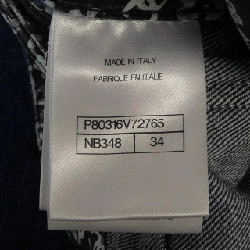 MADE IN ITALY
FABRIQUE EN ITALIE
P80316V72765
NB348 34